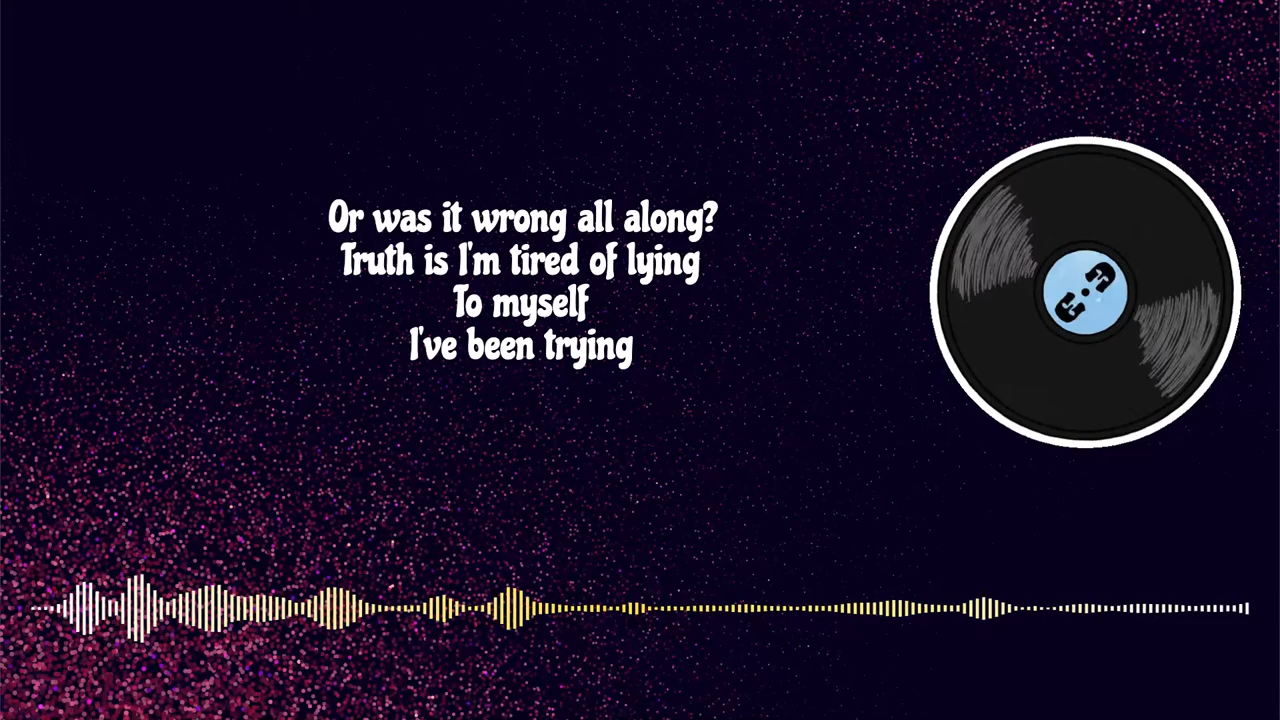 Or was it wrong all along?
Truth is I'm tired of lying
To myself
I've been trying